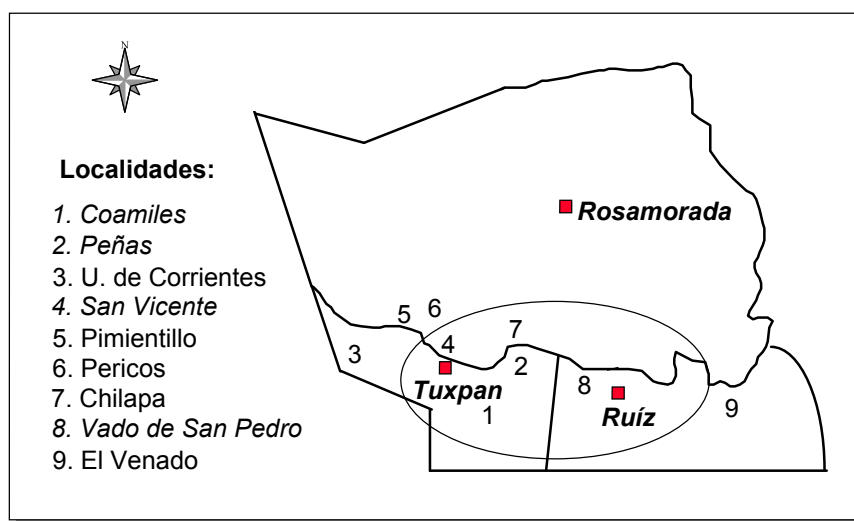 N
Localidades:
1. Coamiles
2. Peñas
3. U. de Corrientes
4. San Vicente
5. Pimientillo
6. Pericos
7. Chilapa
8. Vado de San Pedro
9. El Venado
Rosamorada
5
6
7
3
4
2
Tuxpan
1
8
Ruíz
9